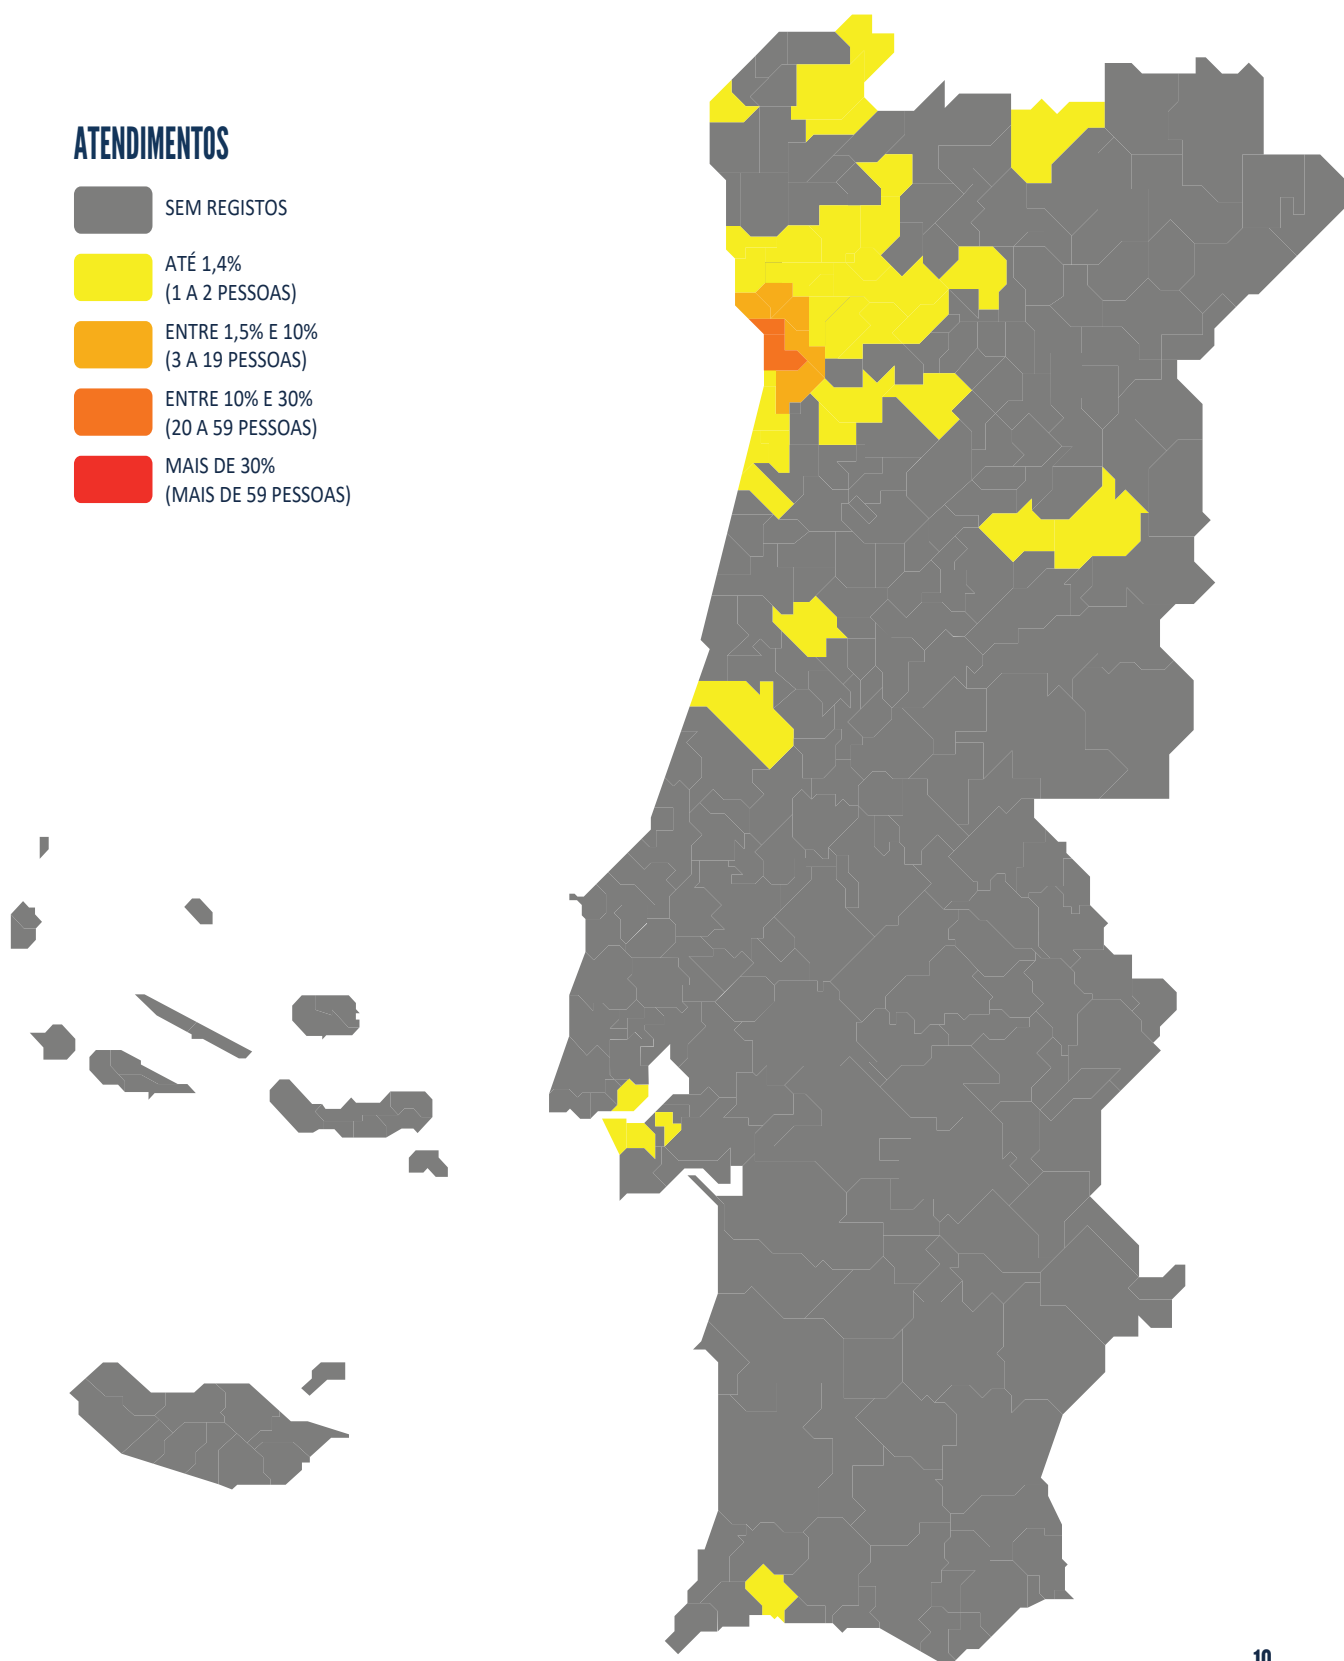 ATENDIMENTOS
SEM REGISTOS
ATÉ 1,4%
(1 A 2 PESSOAS)
ENTRE 1,5% E 10%
(3 A 19 PESSOAS)
ENTRE 10% E 30%
(20 A 59 PESSOAS)
MAIS DE 30%
(MAIS DE 59 PESSOAS)
10